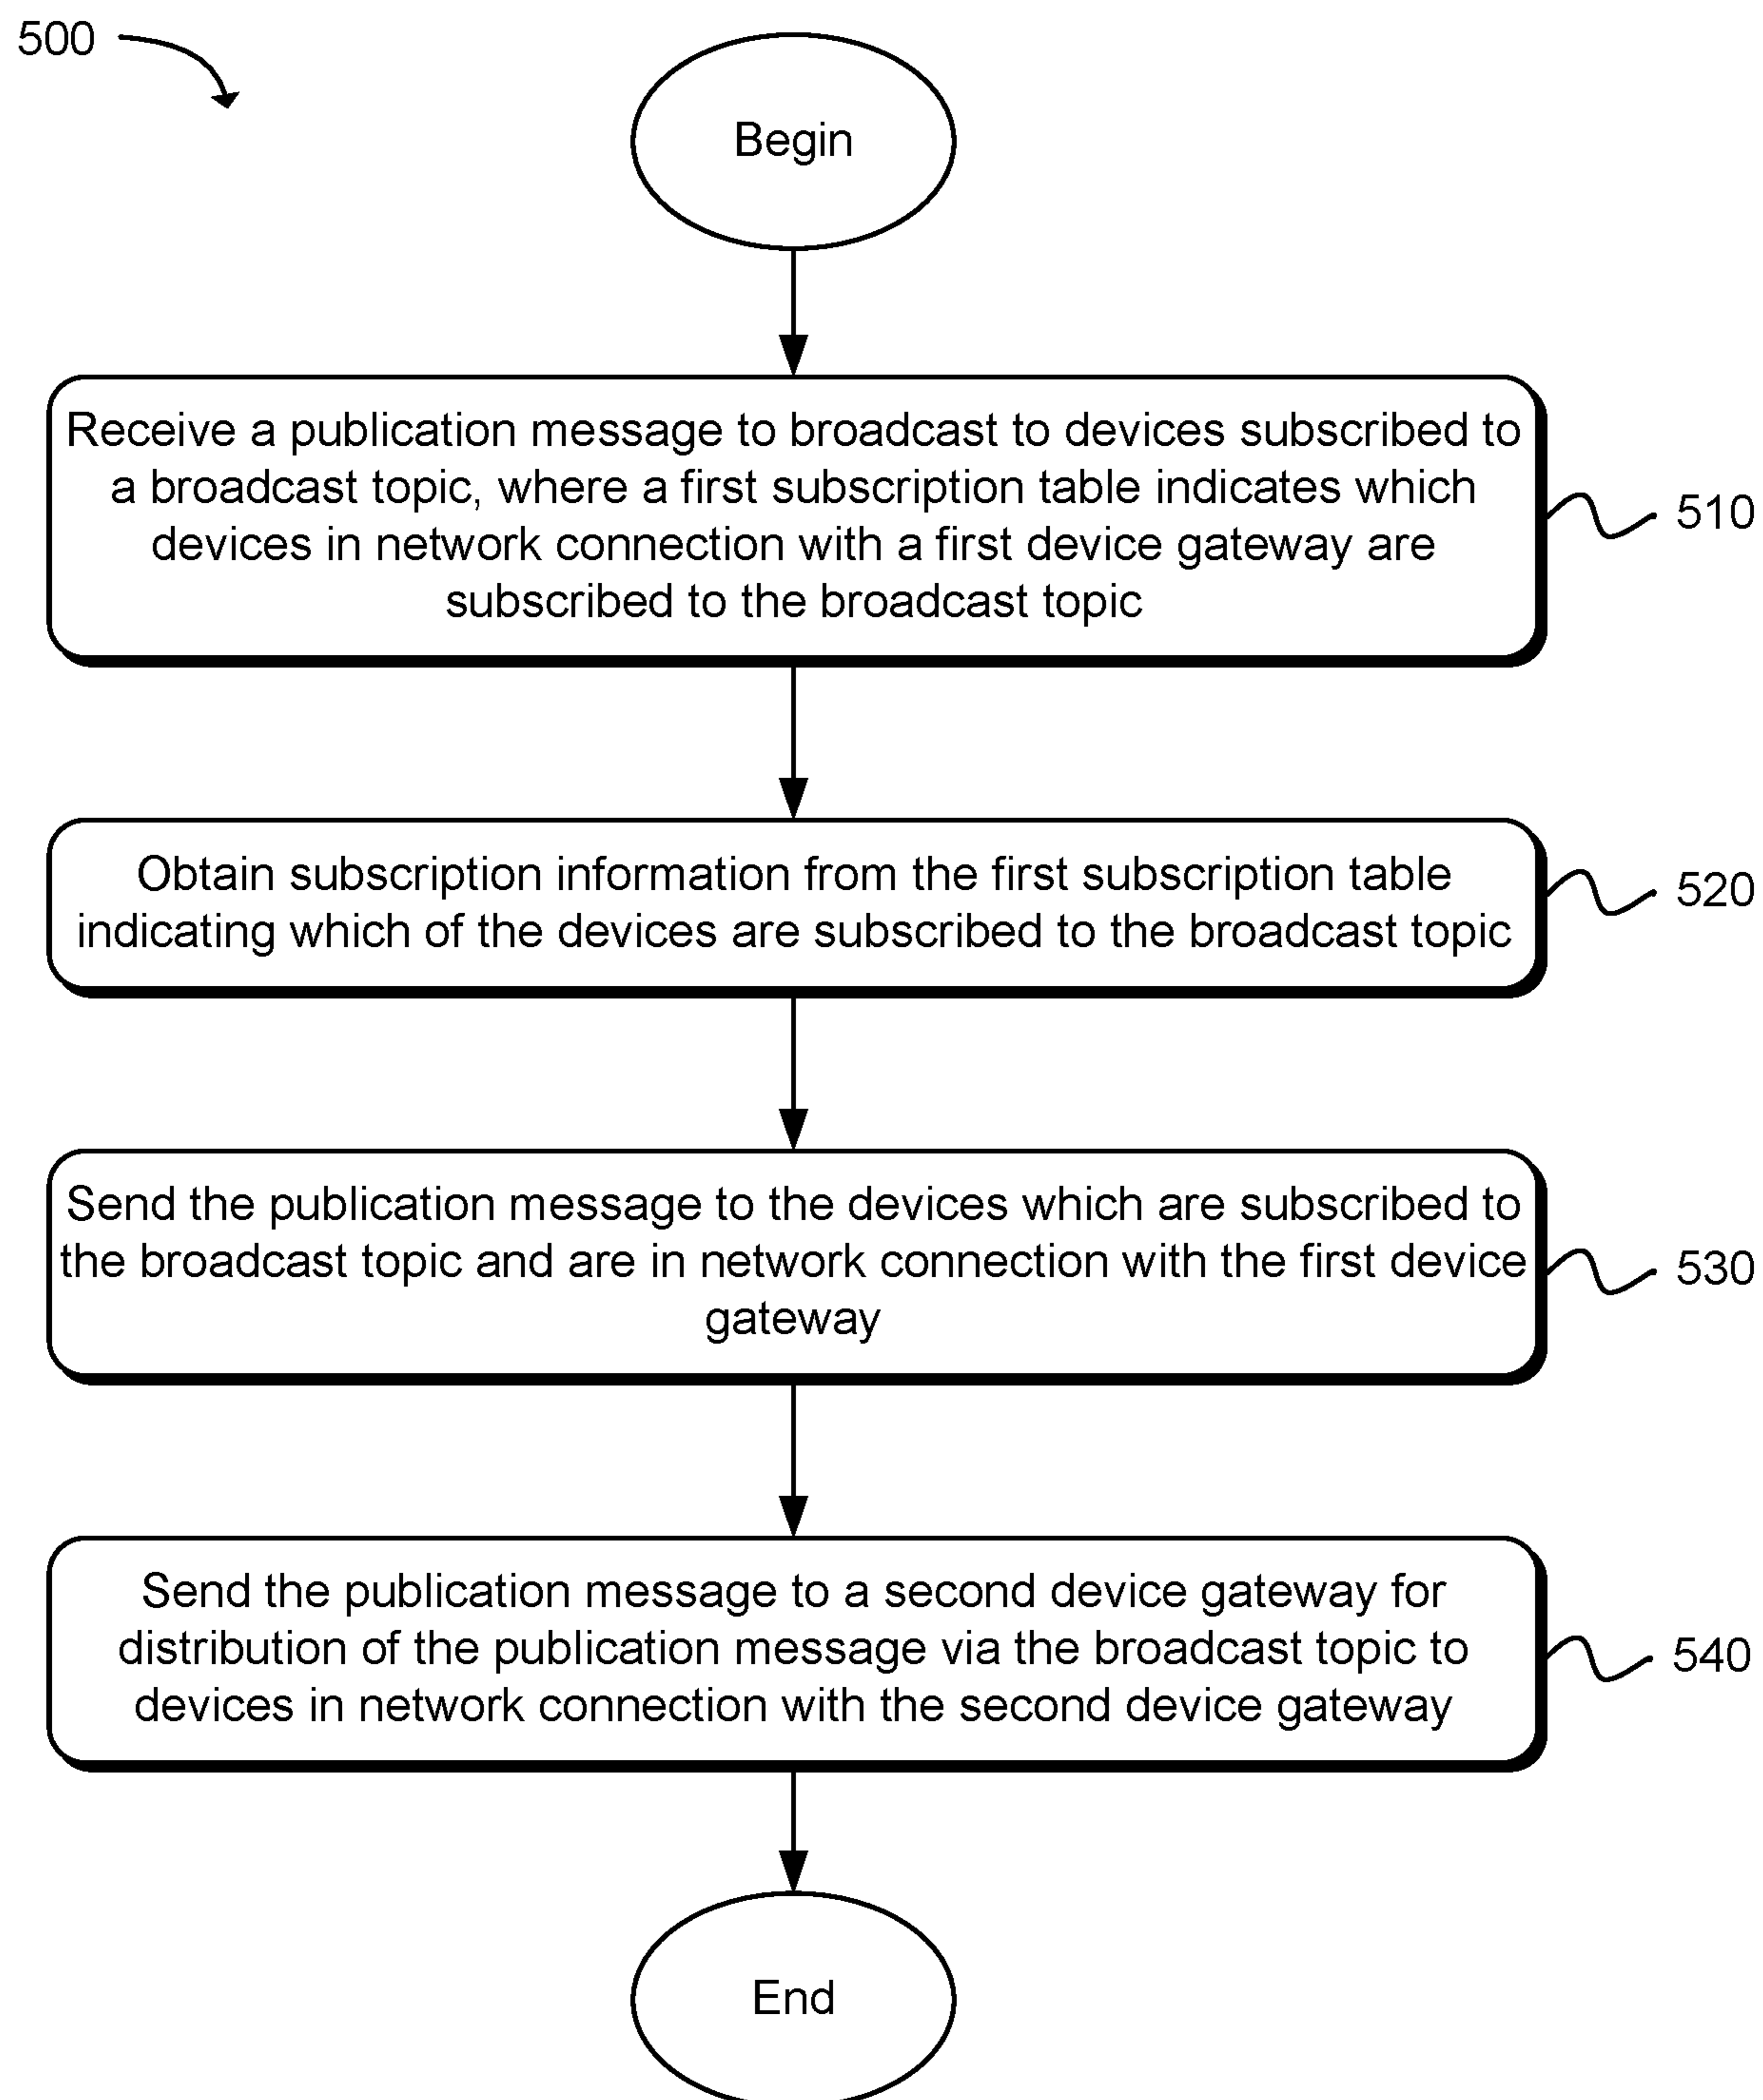 500
Begin
Receive a publication message to broadcast to devices subscribed to
a broadcast topic, where a first subscription table indicates which
devices in network connection with a first device gateway are
subscribed to the broadcast topic
510
Obtain subscription information from the first subscription table
indicating which of the devices are subscribed to the broadcast topic
520
Send the publication message to the devices which are subscribed to
the broadcast topic and are in network connection with the first device
gateway
530
Send the publication message to a second device gateway for
distribution of the publication message via the broadcast topic to
devices in network connection with the second device gateway
540
End